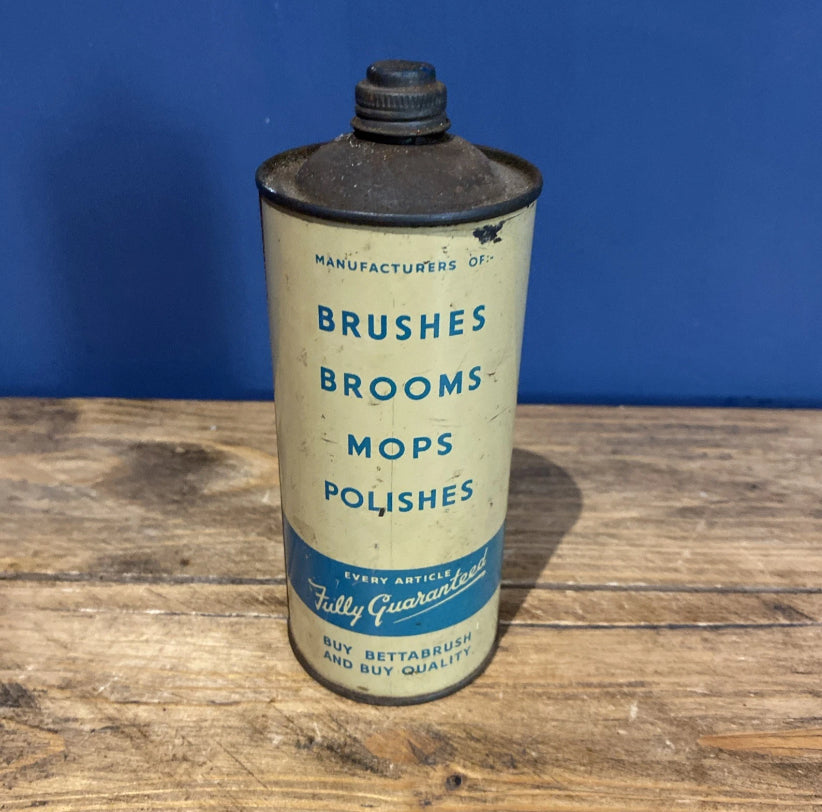 MANUFACTURERS OF:-
BRUSHES
BROOMS
MOPS
POLISHES
EVERY ARTICLE
Fully Guaranteed
BUY BETTABRUSH
AND BUY QUALITY.